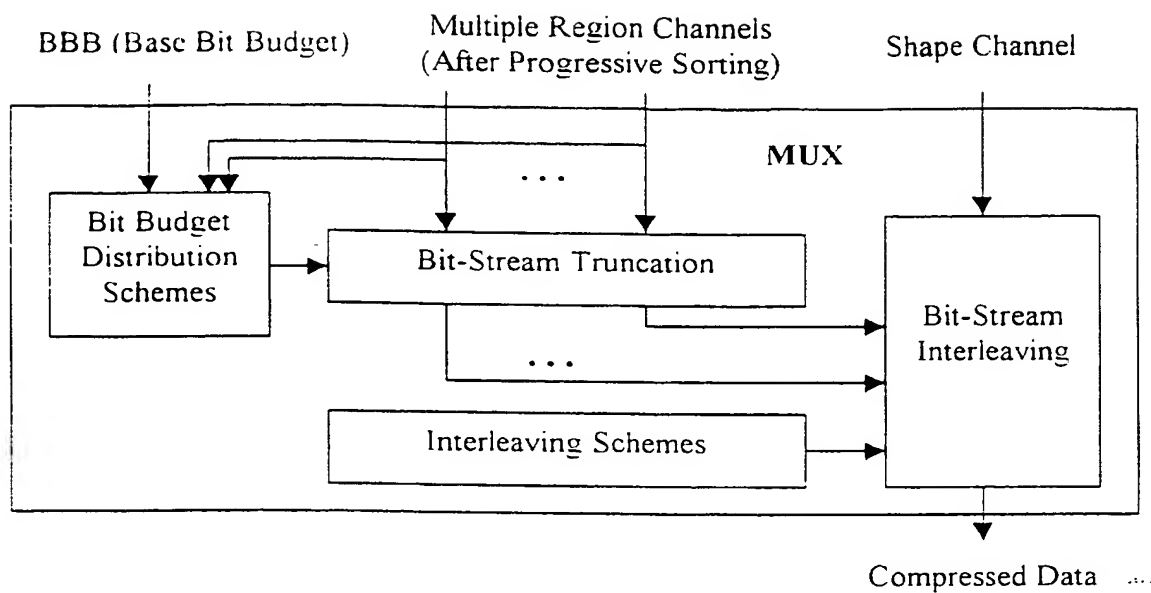 BBB (Base Bit Budget)
Multiple Region Channels
(After Progressive Sorting)
Shape Channel
MUX
...
Bit Budget
Distribution
Schemes
Bit-Stream Truncation
Bit-Stream
Interleaving
...
Interleaving Schemes
Compressed Data